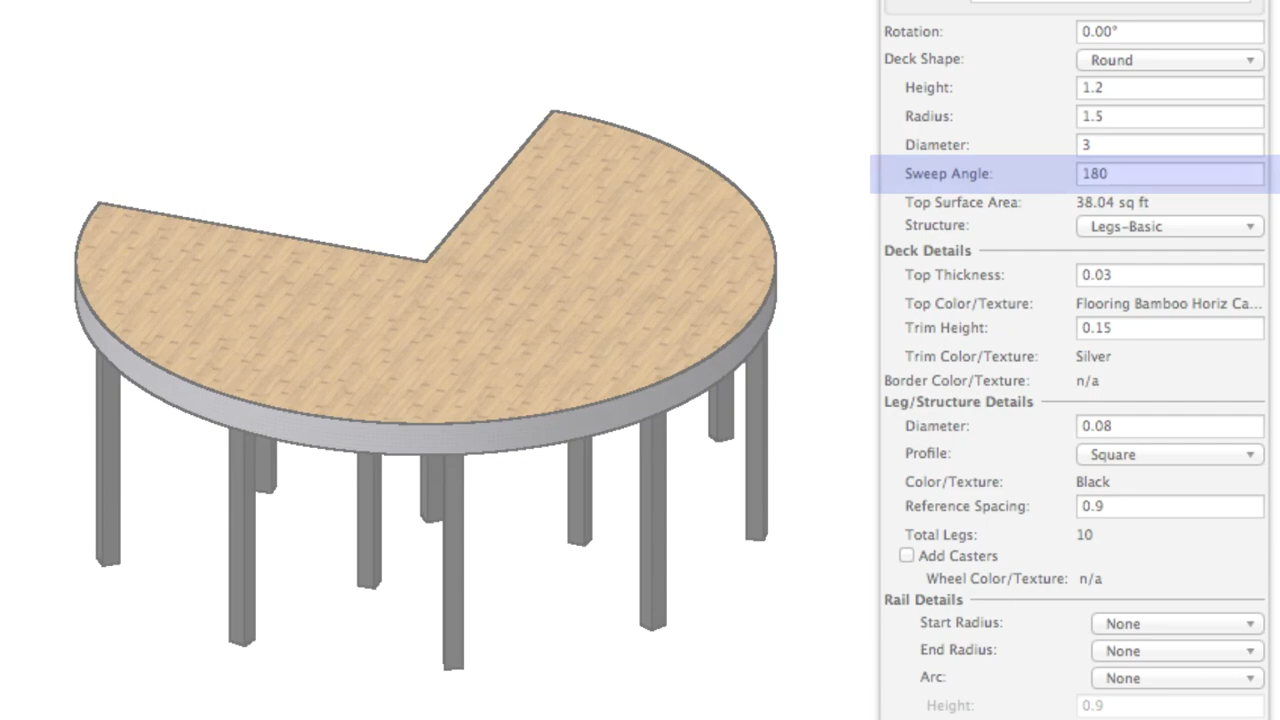 Rotation: 0.00°
Deck Shape: Round
Height: 1.2
Radius: 1.5
Diameter: 3
Sweep Angle: 180
Top Surface Area: 38.04 sq ft
Structure: Legs-Basic
Deck Details
Top Thickness: 0.03
Top Color/Texture: Flooring Bamboo Horiz Ca...
Trim Height: 0.15
Trim Color/Texture: Silver
Border Color/Texture: n/a
Leg/Structure Details
Diameter: 0.08
Profile: Square
Color/Texture: Black
Reference Spacing: 0.9
Total Legs: 10
Add Casters
Wheel Color/Texture: n/a
Rail Details
Start Radius: None
End Radius: None
Arc: None
Height: 0.9